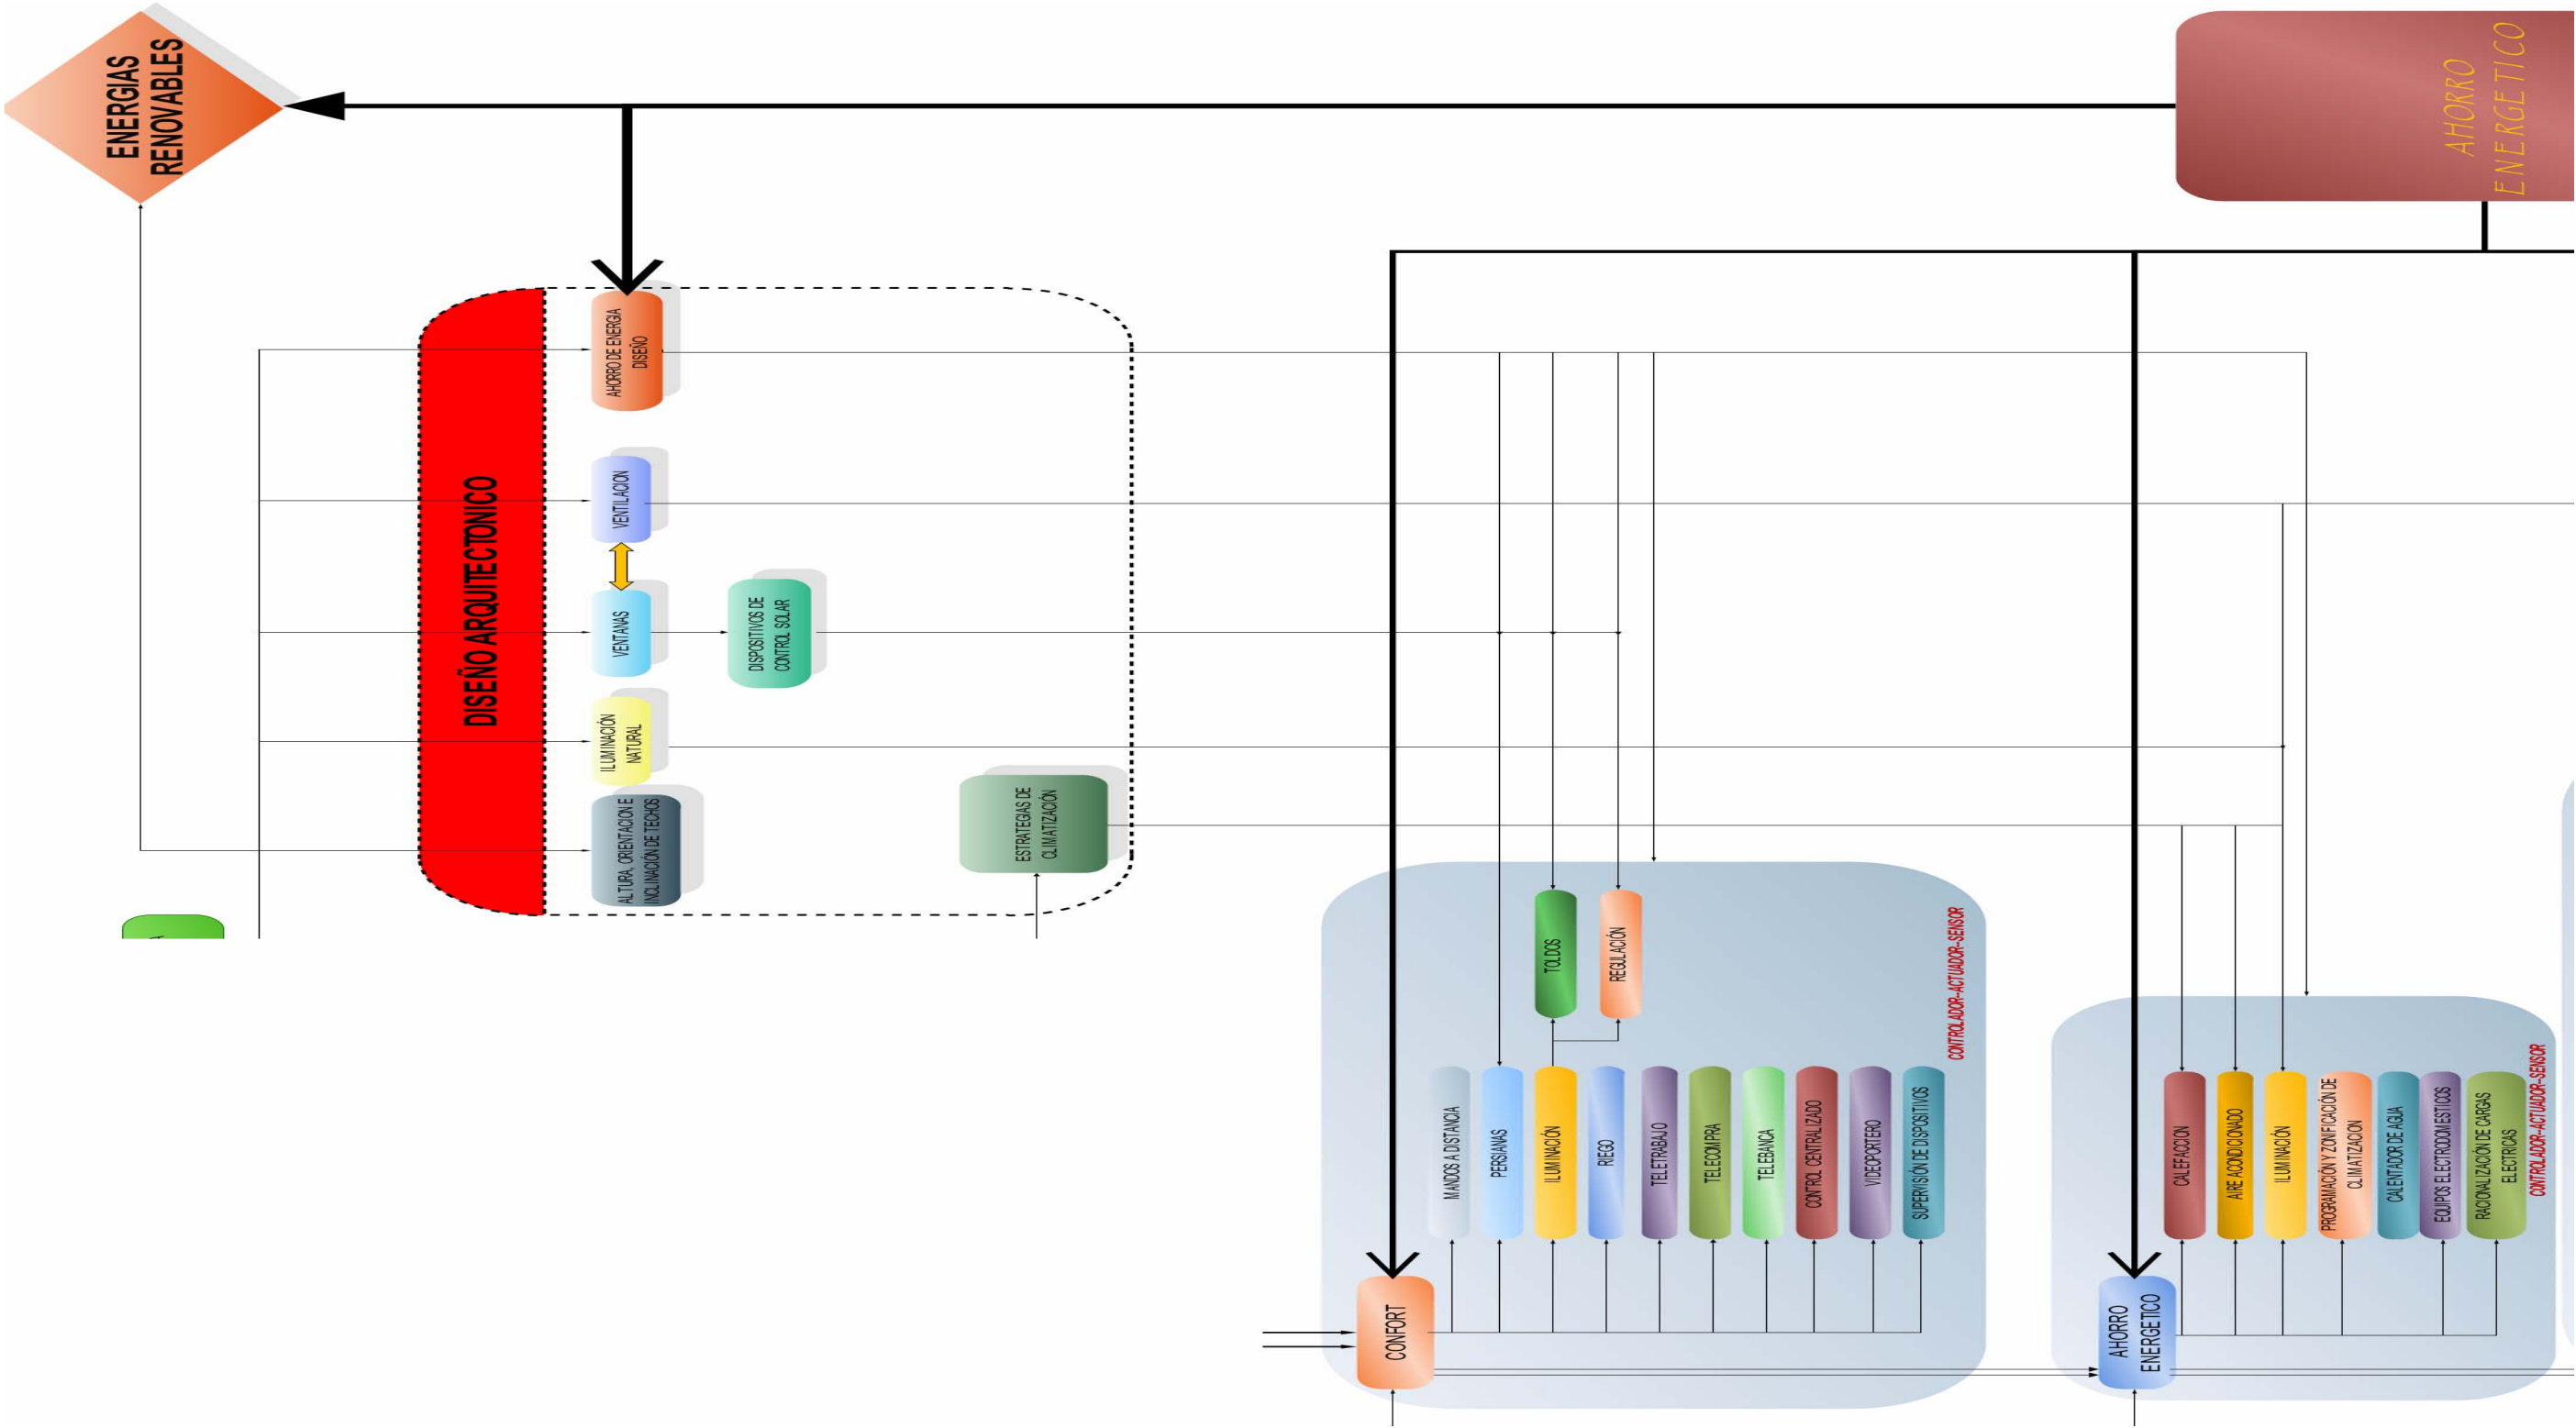 ENERGIAS
RENOVABLES
AHORRO
ENERGETICO
DISEÑO ARQUITECTONICO
AHORRO DE ENERGIA
DISEÑO
VENTILACION
VENTANAS
DISPOSITIVOS DE
CONTROL SOLAR
ILUMINACIÓN
NATURAL
ALTURA, ORIENTACION E
INCLINACIÓN DE TECHOS
ESTRATEGIAS DE
CLIMATIZACIÓN
TOLDOS
REGULACIÓN
CONTROLADOR-ACTUADOR-SENSOR
MANDOS A DISTANCIA
PERSIANAS
ILUMINACIÓN
RIEGO
TELETRABAJO
TELECOMPRA
TELEBANCA
CONTROL CENTRALIZADO
VIDEOPORTERO
SUPERVISIÓN DE DISPOSITIVOS
CONFORT
CALEFACCION
AIRE ACONDICIONADO
ILUMINACIÓN
PROGRAMACIÓN Y ZONIFICACIÓN DE
CLIMATIZACION
CALENTADOR DE AGUA
EQUIPOS ELECTRODOMESTICOS
RACIONALIZACIÓN DE CARGAS
ELECTRICAS
CONTROLADOR-ACTUADOR-SENSOR
AHORRO
ENERGETICO